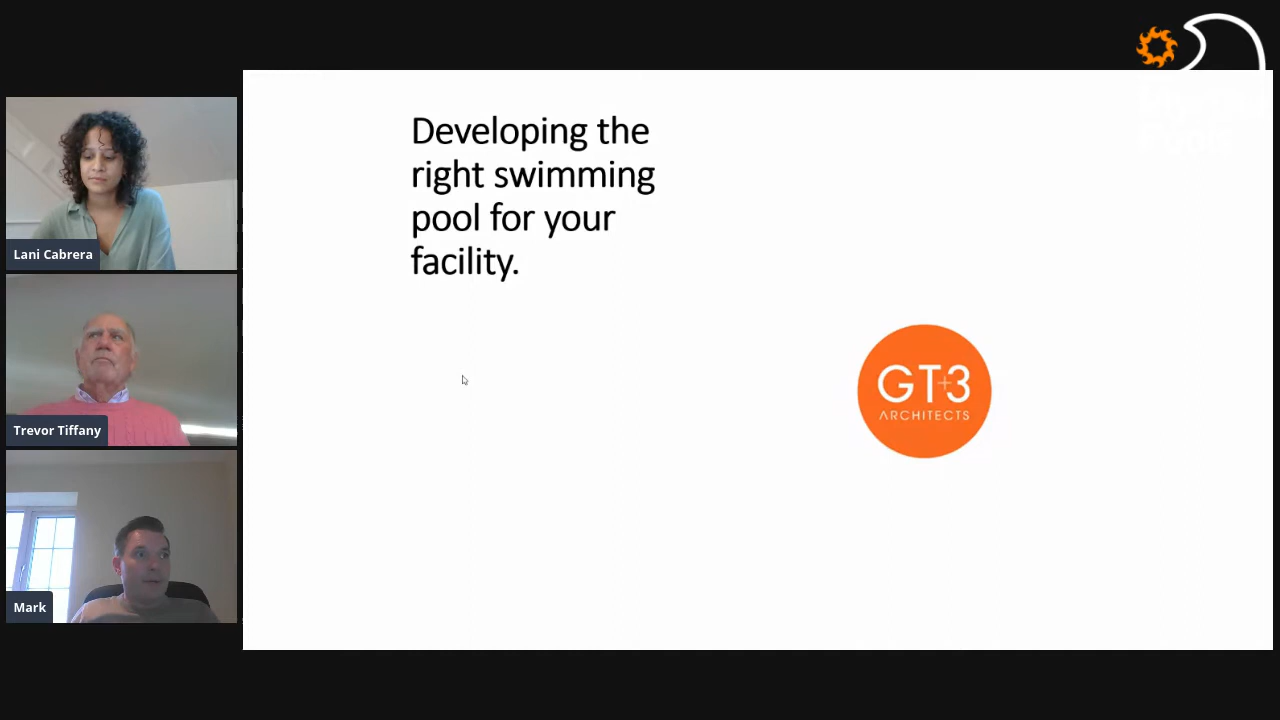 Lani Cabrera
Trevor Tiffany
Mark
Developing the
right swimming
pool for your
facility.
GT+3
ARCHITECTS